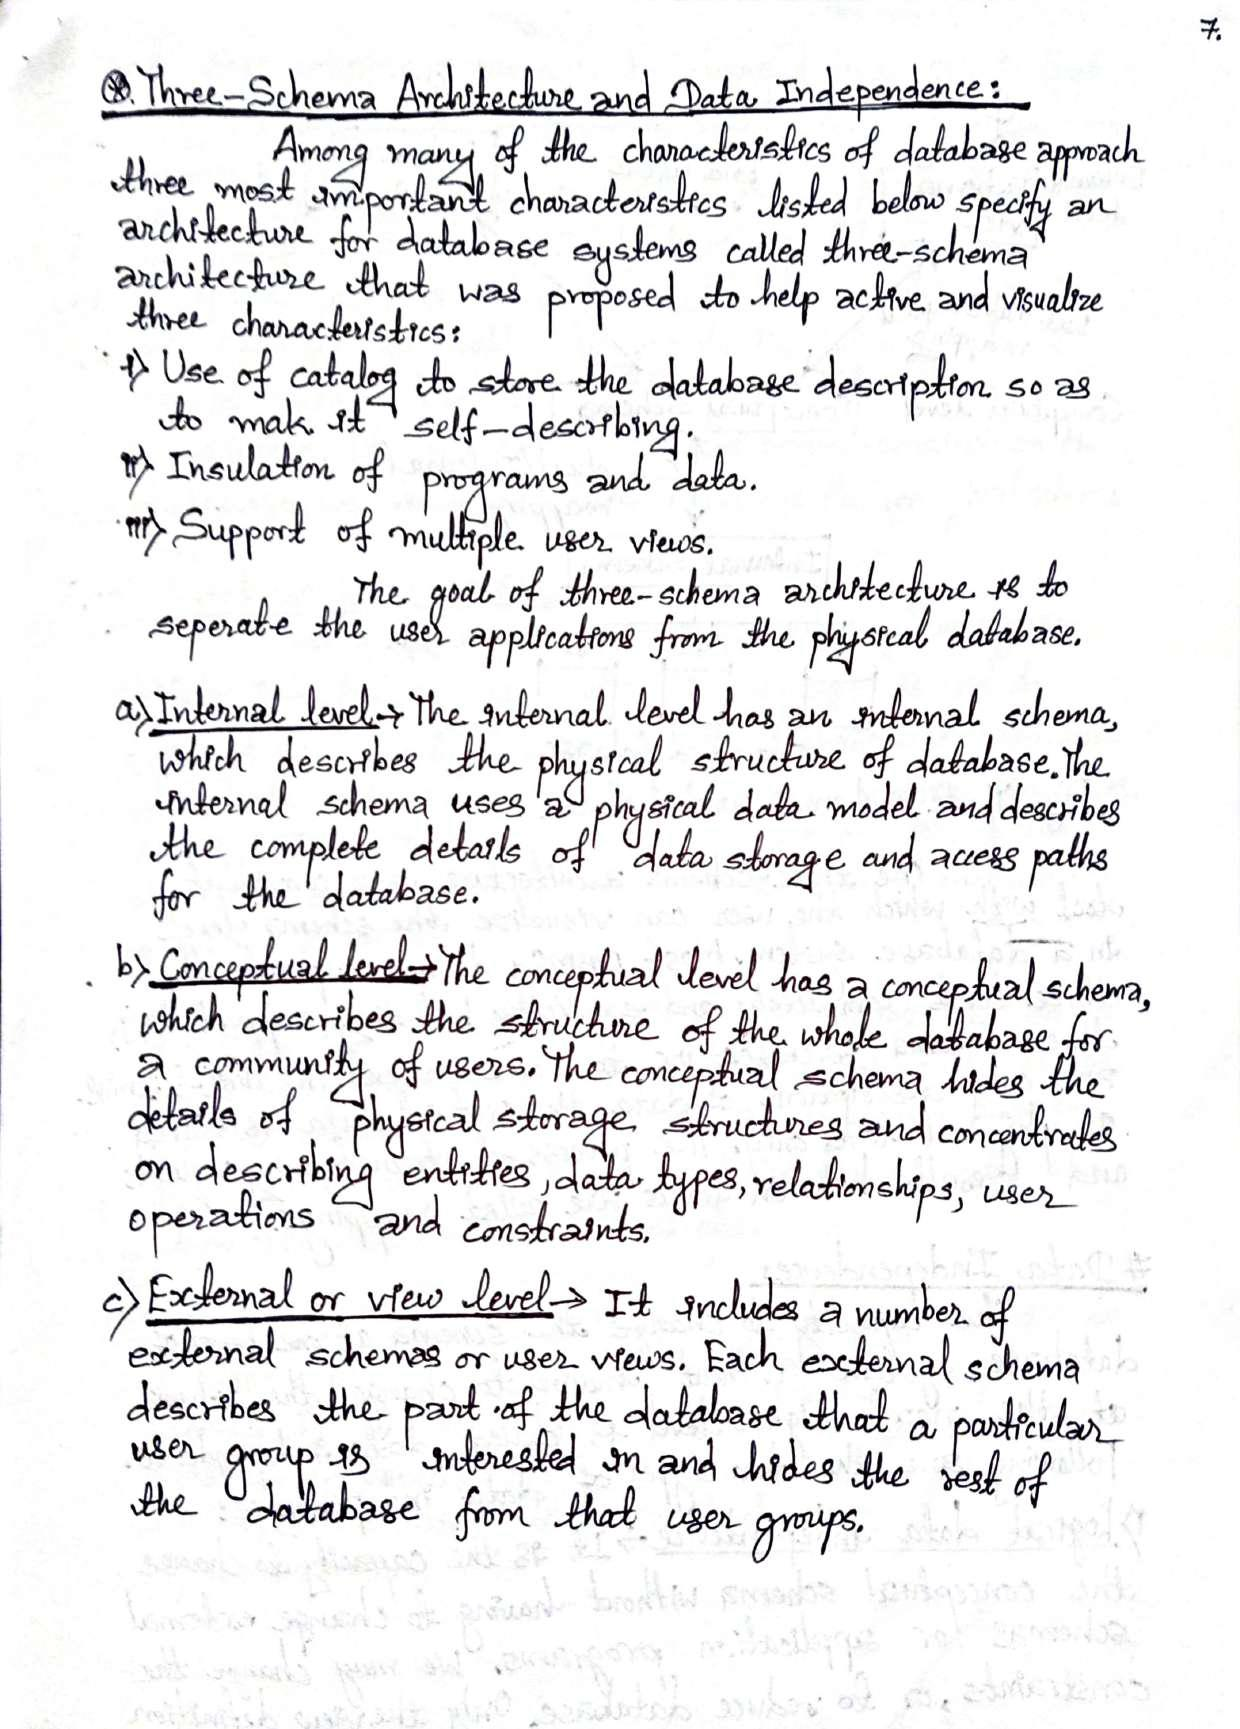 7.
⊗. Three-Schema Architecture and Data Independence:
Among many of the characteristics of database approach
three most important characteristics listed below specify an
architecture for database systems called three-schema
architecture that was proposed to help active and visualize
three characteristics:
i) Use of catalog to store the database description so as
to mak it self-describing.
ii) Insulation of programs and data.
iii) Support of multiple user views.
The goal of three-schema architecture is to
seperate the user applications from the physical database.
a) Internal level → The internal level has an internal schema,
which describes the physical structure of database. The
internal schema uses a physical data model and describes
the complete details of data storage and access paths
for the database.
b) Conceptual level → The conceptual level has a conceptual schema,
which describes the structure of the whole database for
a community of users. The conceptual schema hides the
details of physical storage structures and concentrates
on describing entities, data types, relationships, user
operations and constraints.
c) External or view level → It includes a number of
external schemas or user views. Each external schema
describes the part of the database that a particular
user group is interested in and hides the rest of
the database from that user groups.